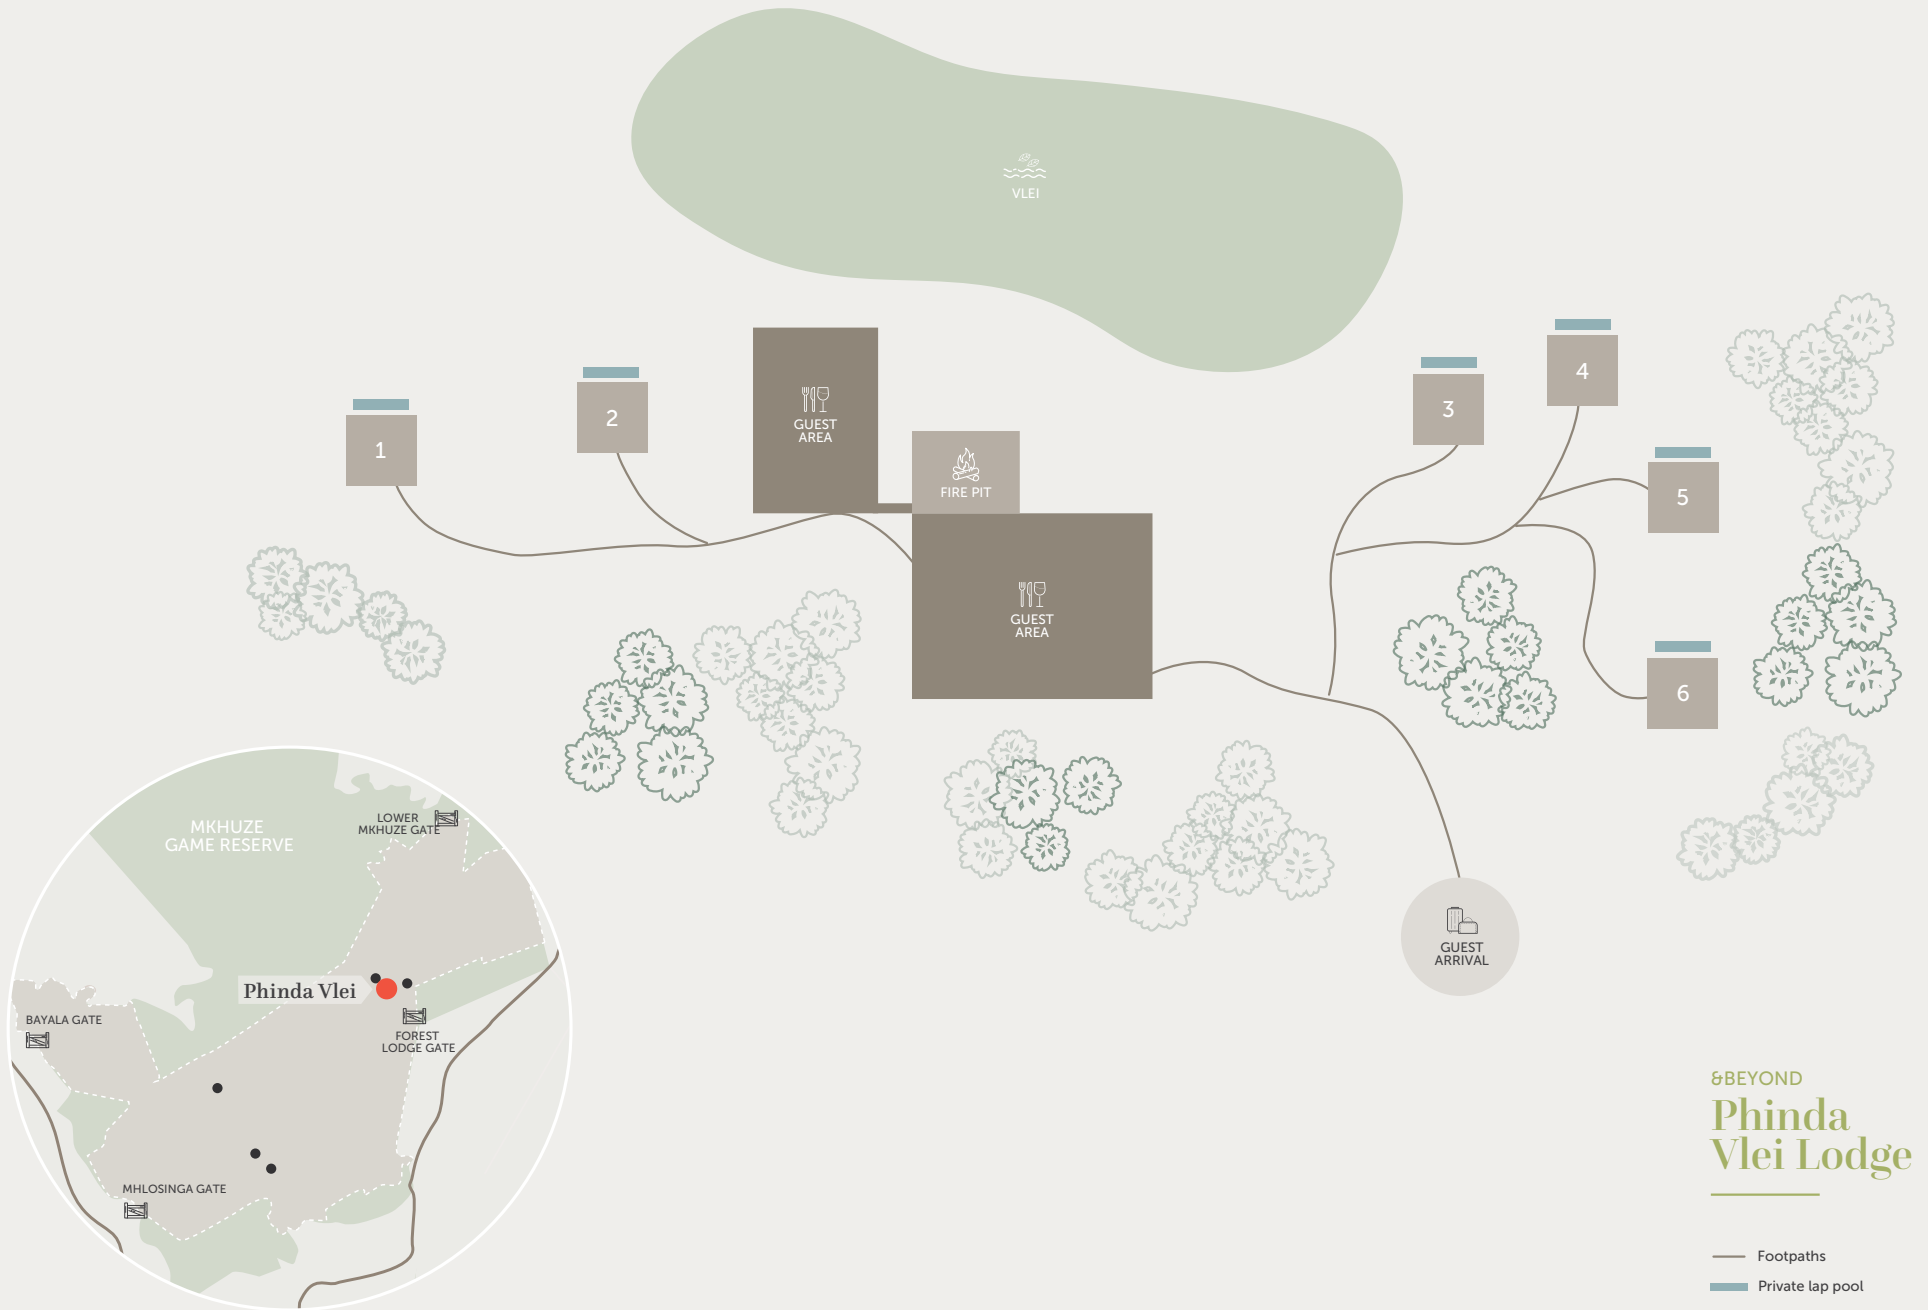 VLEI
1
2
GUEST
AREA
FIRE PIT
3
4
5
6
GUEST
AREA
GUEST
ARRIVAL
MKHUZE
GAME RESERVE
LOWER
MKHUZE GATE
Phinda Vlei
BAYALA GATE
FOREST
LODGE GATE
MHLOSINGA GATE
&BEYOND
Phinda
Vlei Lodge
Footpaths
Private lap pool